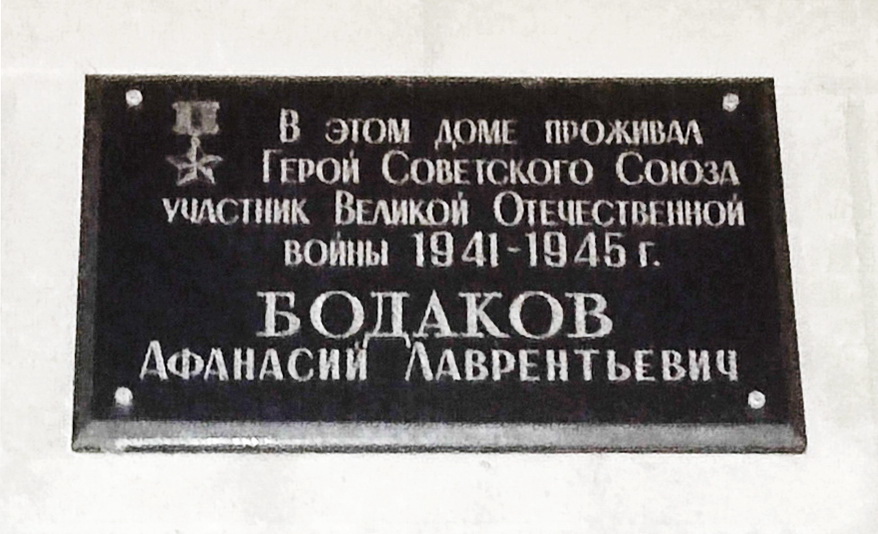 В этом доме проживал
Герой Советского Союза
участник Великой Отечественной
войны 1941-1945 г.
БОДАКОВ
Афанасий Лаврентьевич